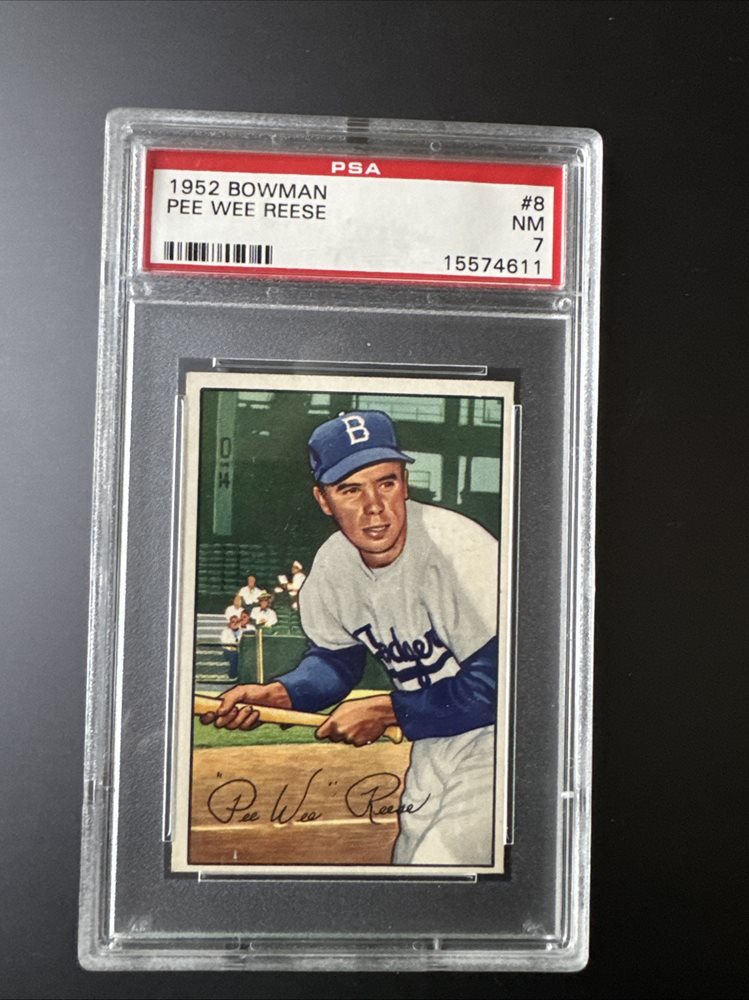 PSA
1952 BOWMAN #8
PEE WEE REESE NM
7
15574611
B
Dodgers
"Pee Wee" Reese